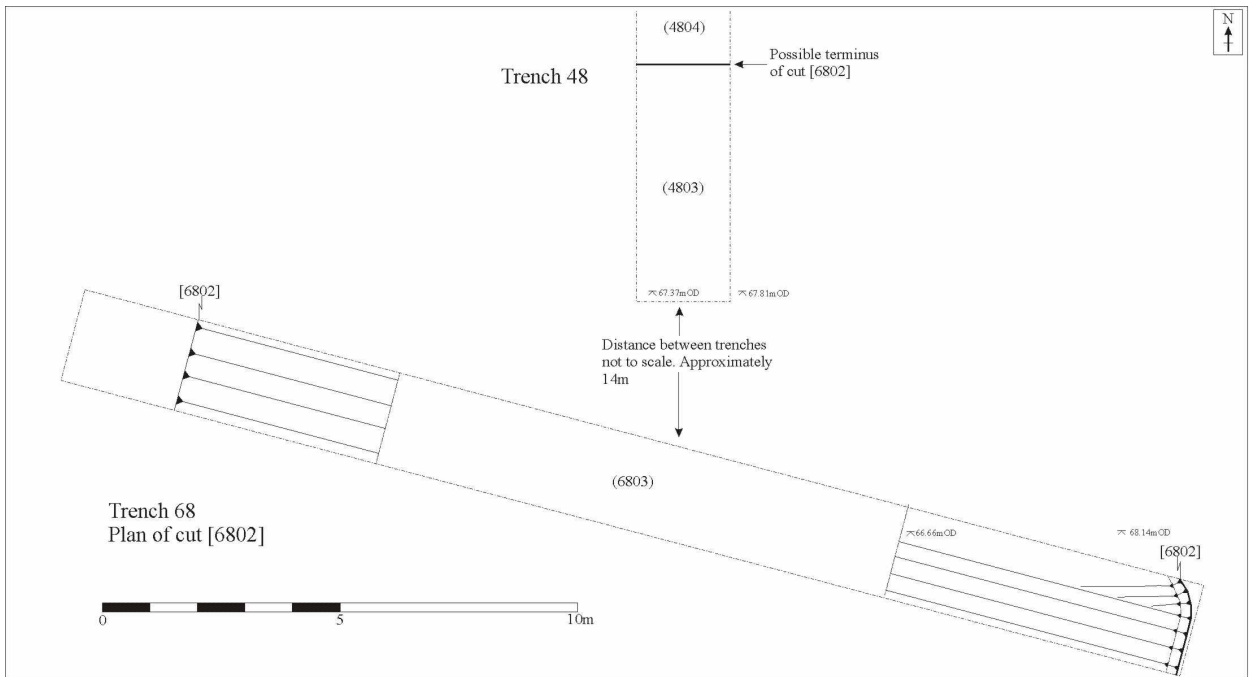 N
(4804)
Possible terminus
of cut [6802]
Trench 48
(4803)
67.37mOD
67.81mOD
[6802]
Distance between trenches
not to scale. Approximately
14m
(6803)
Trench 68
Plan of cut [6802]
66.66mOD
68.14mOD
[6802]
0
5
10m